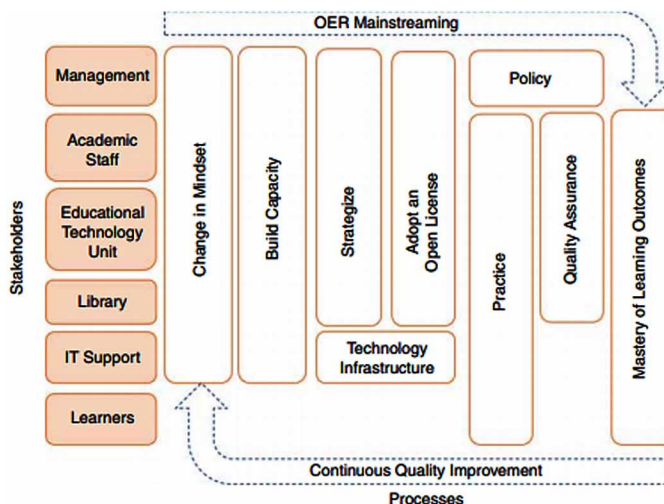 OER Mainstreaming
Stakeholders
Management
Academic
Staff
Educational
Technology
Unit
Library
IT Support
Learners
Change in Mindset
Build Capacity
Strategize
Adopt an
Open License
Technology
Infrastructure
Policy
Practice
Quality Assurance
Mastery of Learning Outcomes
Continuous Quality Improvement
Processes